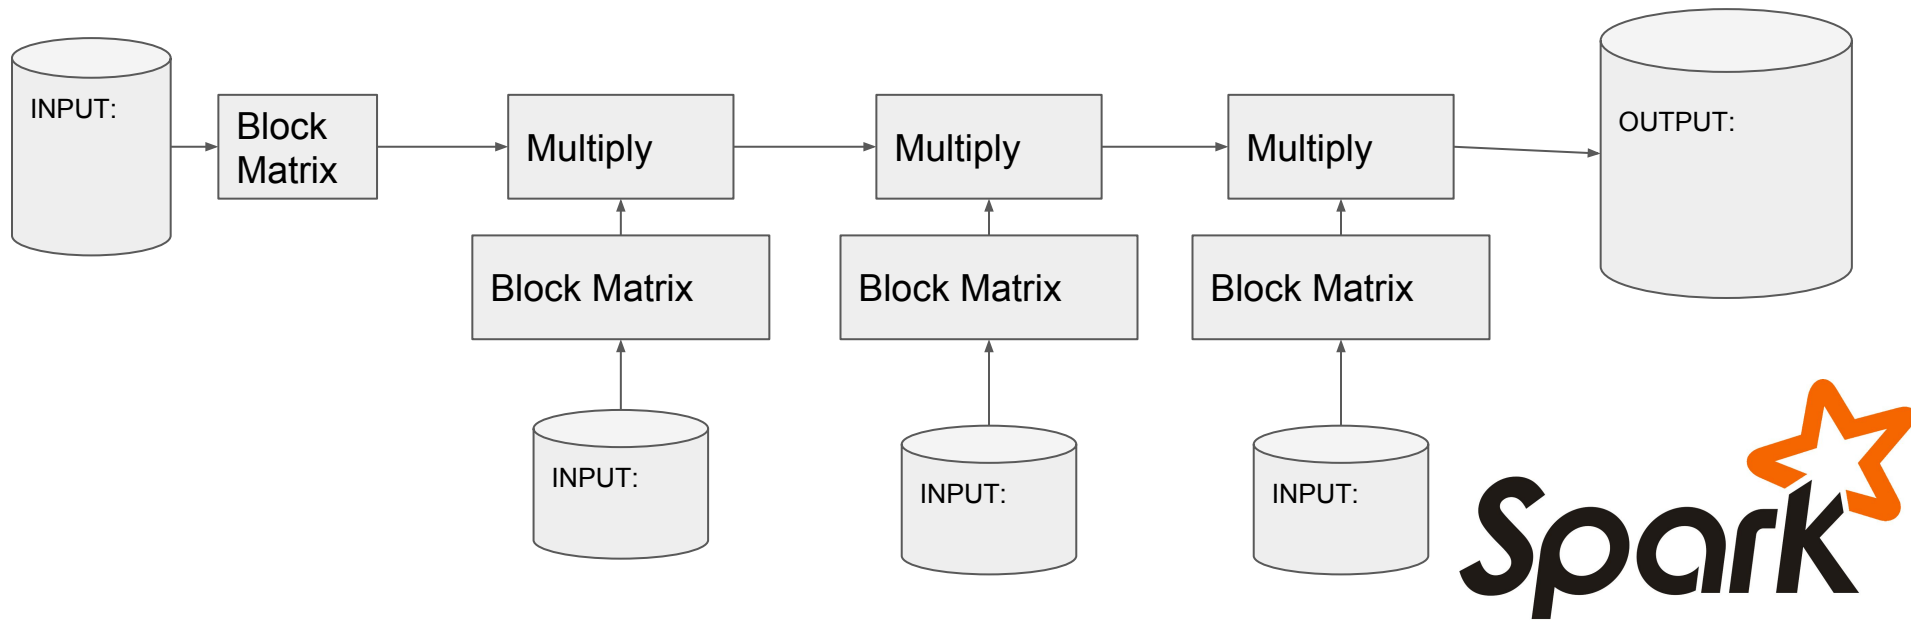 INPUT:
Block
Matrix
Multiply
Multiply
Multiply
OUTPUT:
Block Matrix
Block Matrix
Block Matrix
INPUT:
INPUT:
INPUT:
Spark